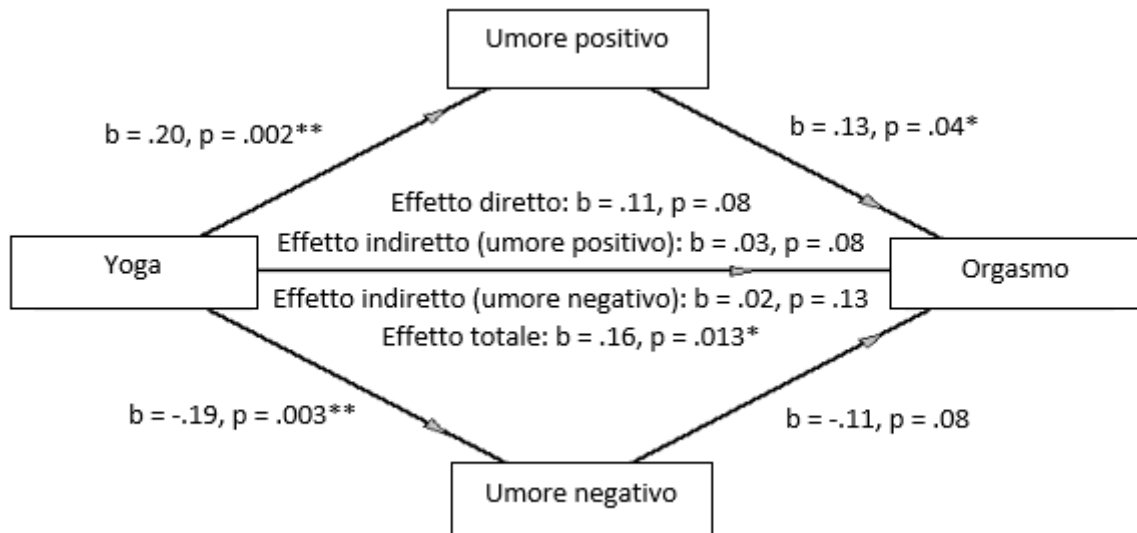 Umore positivo
b = .20, p = .002**
b = .13, p = .04*
Effetto diretto: b = .11, p = .08
Effetto indiretto (umore positivo): b = .03, p = .08
Yoga
Orgasmo
Effetto indiretto (umore negativo): b = .02, p = .13
Effetto totale: b = .16, p = .013*
b = -.19, p = .003**
b = -.11, p = .08
Umore negativo